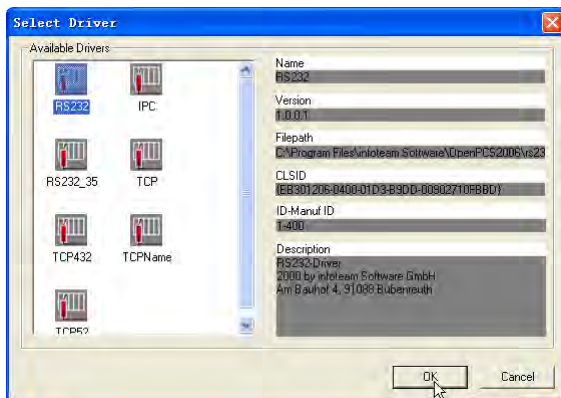 Select Driver
Available Drivers
RS232
IPC
RS232_35
TCP
TCP432
TCPName
TCP52
Name
RS232
Version
1.0.0.1
Filepath
C:\Program Files\infoteam Software\OpenPCS2006\rs23
CLSID
{EB301206-0400-01D3-B9DD-00902710FBBD}
ID-Manuf ID
1-400
Description
RS232-Driver
2000 by infoteam Software GmbH
Am Bauhof 4, 91088 Bubenreuth
OK
Cancel